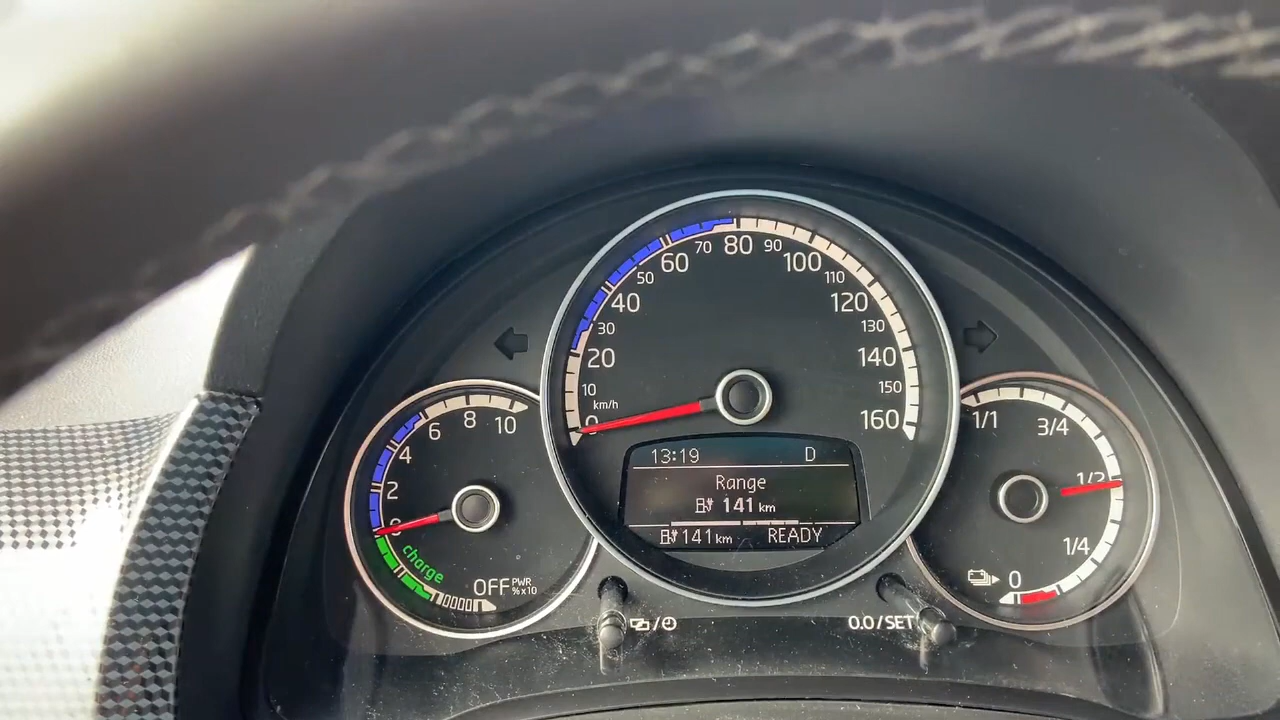 80
70 90
60 100
50 110
40 120
30 130
20 140
10 150
km/h
0 160
6 8 10
4
2
0
charge
OFF PWR %x10
13:19 D
Range
141 km
141 km READY
1/1 3/4
1/2
1/4
0
0.0/SET